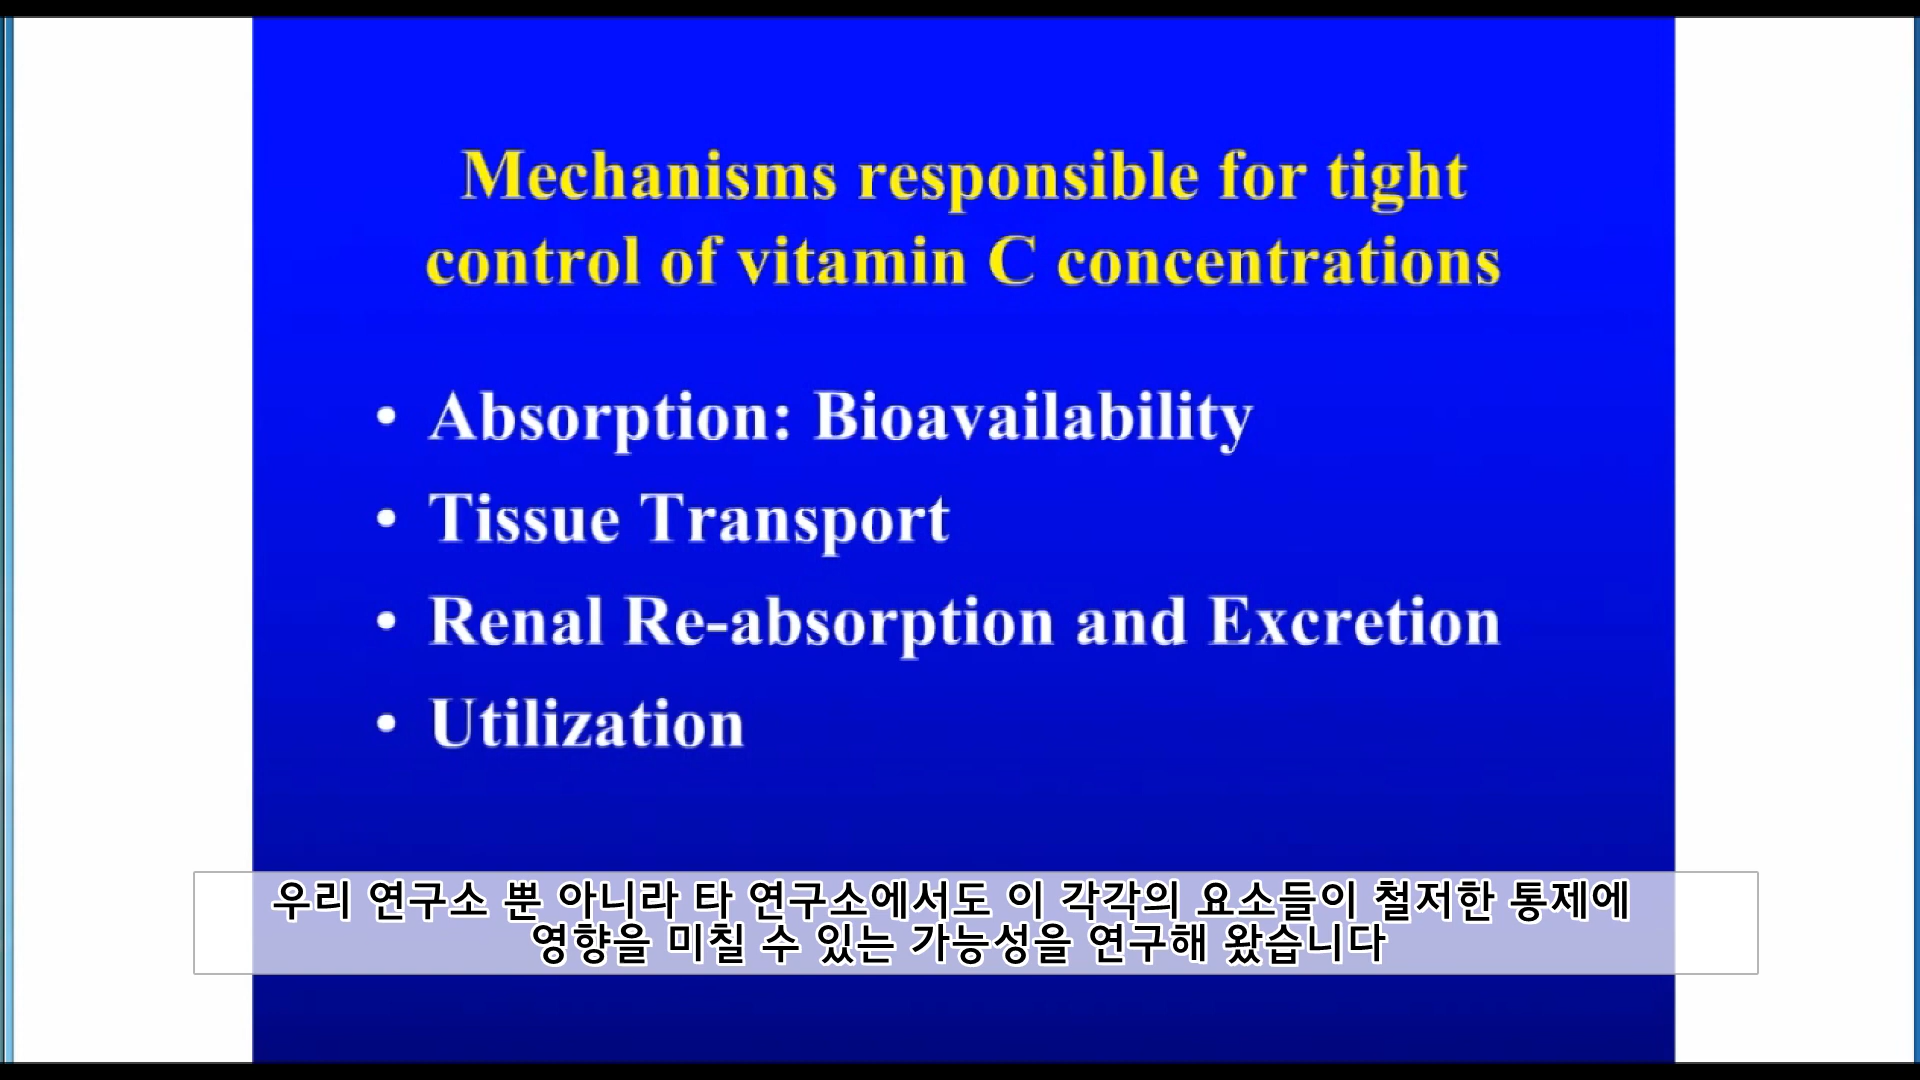 Mechanisms responsible for tight
control of vitamin C concentrations
• Absorption: Bioavailability
• Tissue Transport
• Renal Re-absorption and Excretion
• Utilization
우리 연구소 뿐 아니라 타 연구소에서도 이 각각의 요소들이 철저한 통제에
영향을 미칠 수 있는 가능성을 연구해 왔습니다